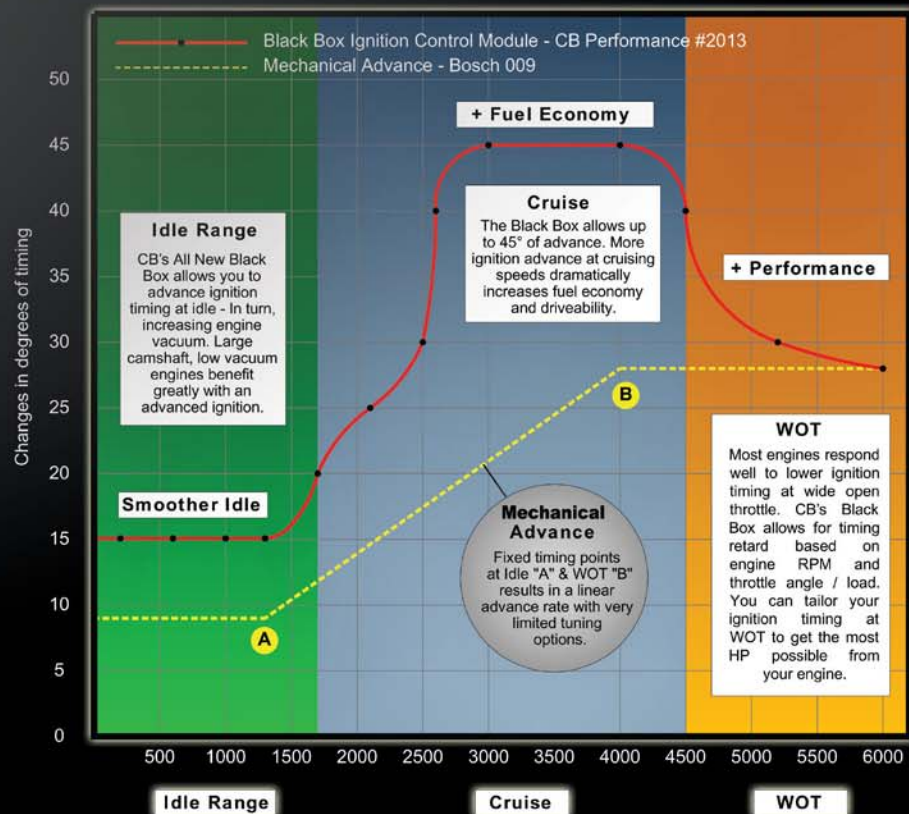 Black Box Ignition Control Module - CB Performance #2013
Mechanical Advance - Bosch 009
Changes in degrees of timing
50
45
40
35
30
25
20
15
10
5
0
+ Fuel Economy
Idle Range
CB's All New Black
Box allows you to
advance ignition
timing at idle - In turn,
increasing engine
vacuum. Large
camshaft, low vacuum
engines benefit
greatly with an
advanced ignition.
Cruise
The Black Box allows up
to 45° of advance. More
ignition advance at cruising
speeds dramatically
increases fuel economy
and driveability.
+ Performance
B
Smoother Idle
A
Mechanical
Advance
Fixed timing points
at Idle "A" & WOT "B"
results in a linear
advance rate with very
limited tuning
options.
WOT
Most engines respond
well to lower ignition
timing at wide open
throttle. CB's Black
Box allows for timing
retard based on
engine RPM and
throttle angle / load.
You can tailor your
ignition timing at
WOT to get the most
HP possible from
your engine.
500 1000 1500 2000 2500 3000 3500 4000 4500 5000 5500 6000
Idle Range Cruise WOT